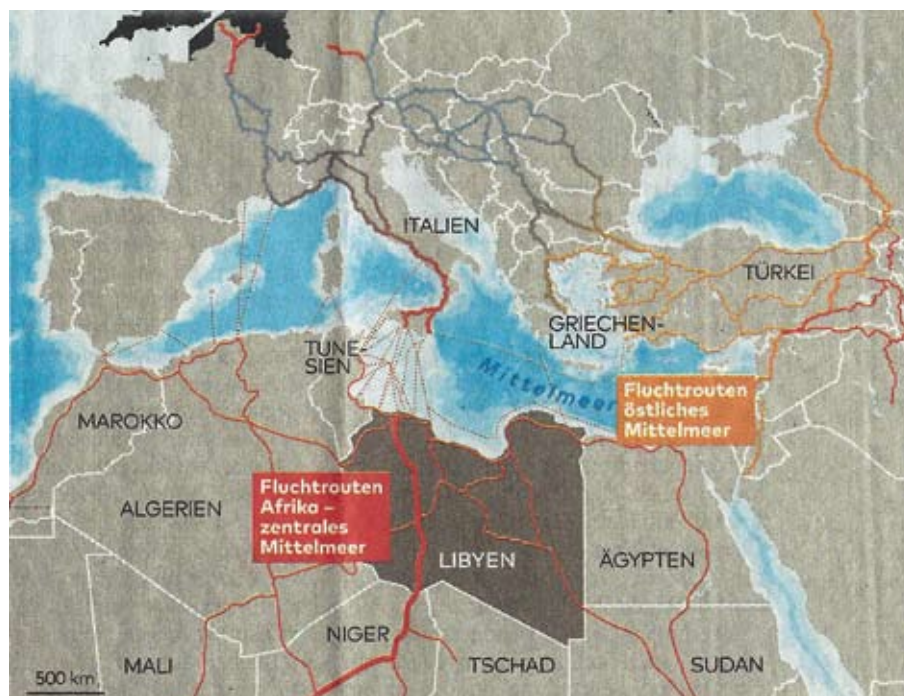 ITALIEN
TÜRKEI
GRIECHEN-
LAND
TUNE-
SIEN
Mittelmeer
Fluchtrouten
östliches
Mittelmeer
MAROKKO
Fluchtrouten
Afrika –
zentrales
Mittelmeer
ALGERIEN
LIBYEN
ÄGYPTEN
NIGER
MALI
TSCHAD
SUDAN
500 km